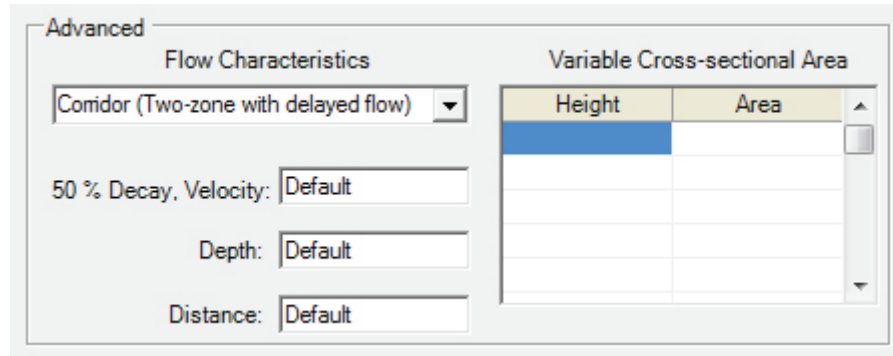 Advanced
Flow Characteristics
Corridor (Two-zone with delayed flow)
50 % Decay, Velocity: Default
Depth: Default
Distance: Default
Variable Cross-sectional Area
Height Area